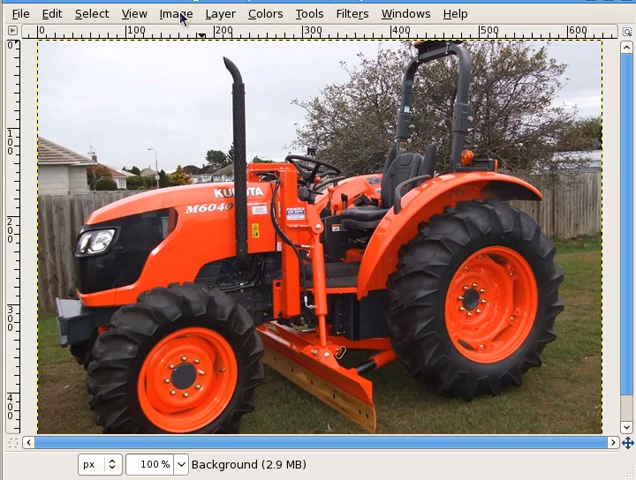 File Edit Select View Image Layer Colors Tools Filters Windows Help
0 100 200 300 400 500 600
0
100
200
300
400
KUBOTA
M6040
px 100 % Background (2.9 MB)